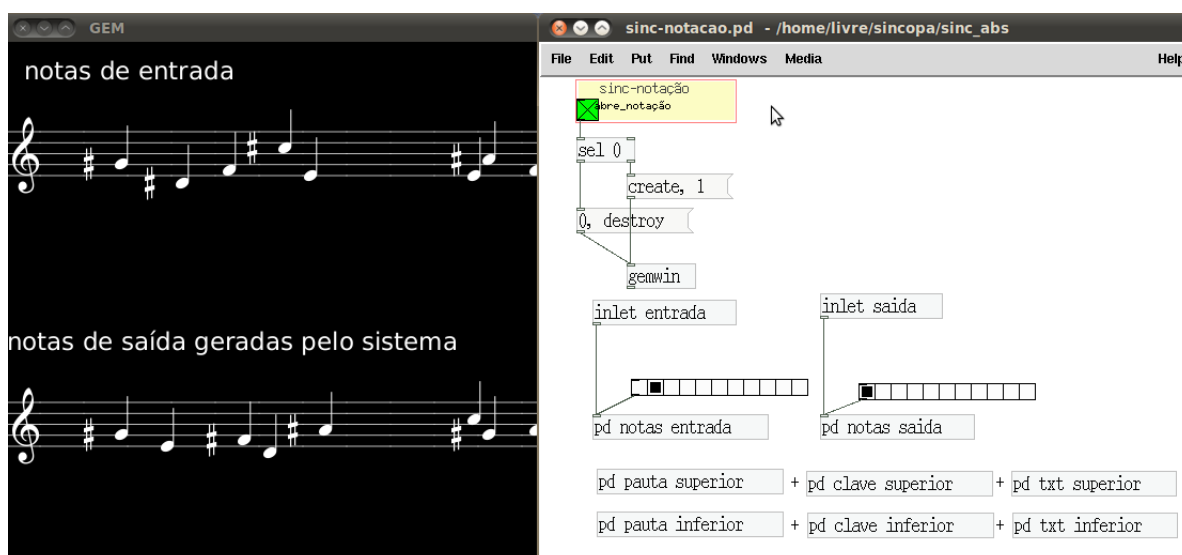 GEM
notas de entrada
notas de saída geradas pelo sistema
sinc-notacao.pd - /home/livre/sincopa/sinc_abs
File Edit Put Find Windows Media Help
sinc-notação
abre_notação
sel 0
create, 1
0, destroy
gemwin
inlet entrada
inlet saida
pd notas entrada
pd notas saida
pd pauta superior + pd clave superior + pd txt superior
pd pauta inferior + pd clave inferior + pd txt inferior